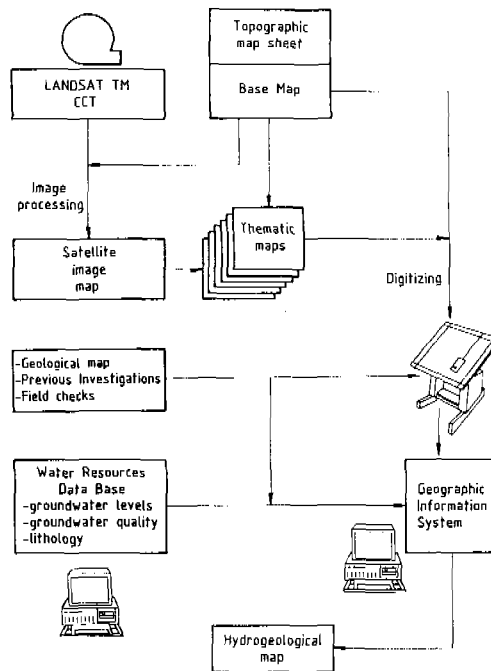 Topographic
map sheet
Base Map
LANDSAT TM
CCT
Image
processing
Satellite
image
map
Thematic
maps
Digitizing
-Geological map
-Previous Investigations
-Field checks
Water Resources
Data Base
-groundwater levels
-groundwater quality
-lithology
Geographic
Information
System
Hydrogeological
map